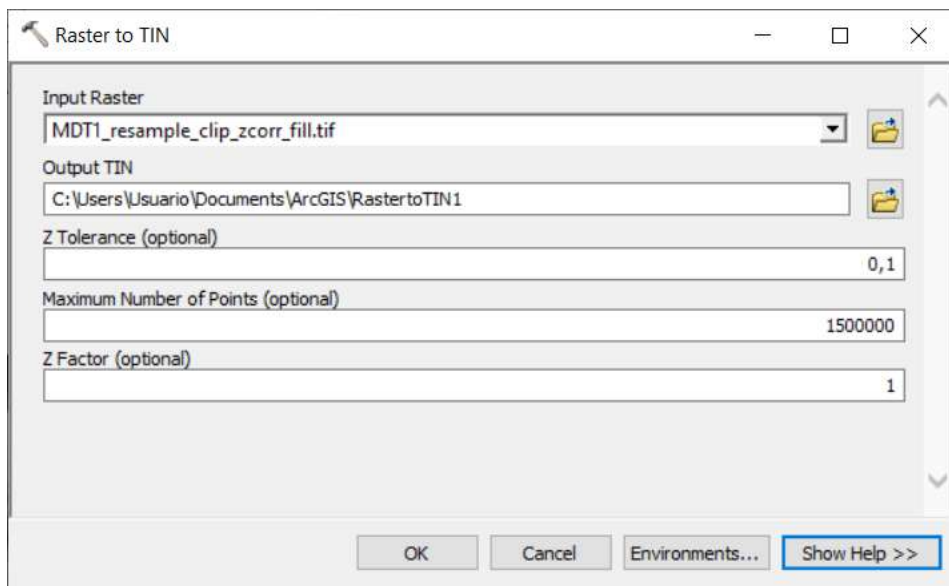 Raster to TIN
Input Raster
MDT1_resample_clip_zcorr_fill.tif
Output TIN
C:\Users\Usuario\Documents\ArcGIS\RastertoTIN1
Z Tolerance (optional)
0,1
Maximum Number of Points (optional)
1500000
Z Factor (optional)
1
OK Cancel Environments... Show Help >>